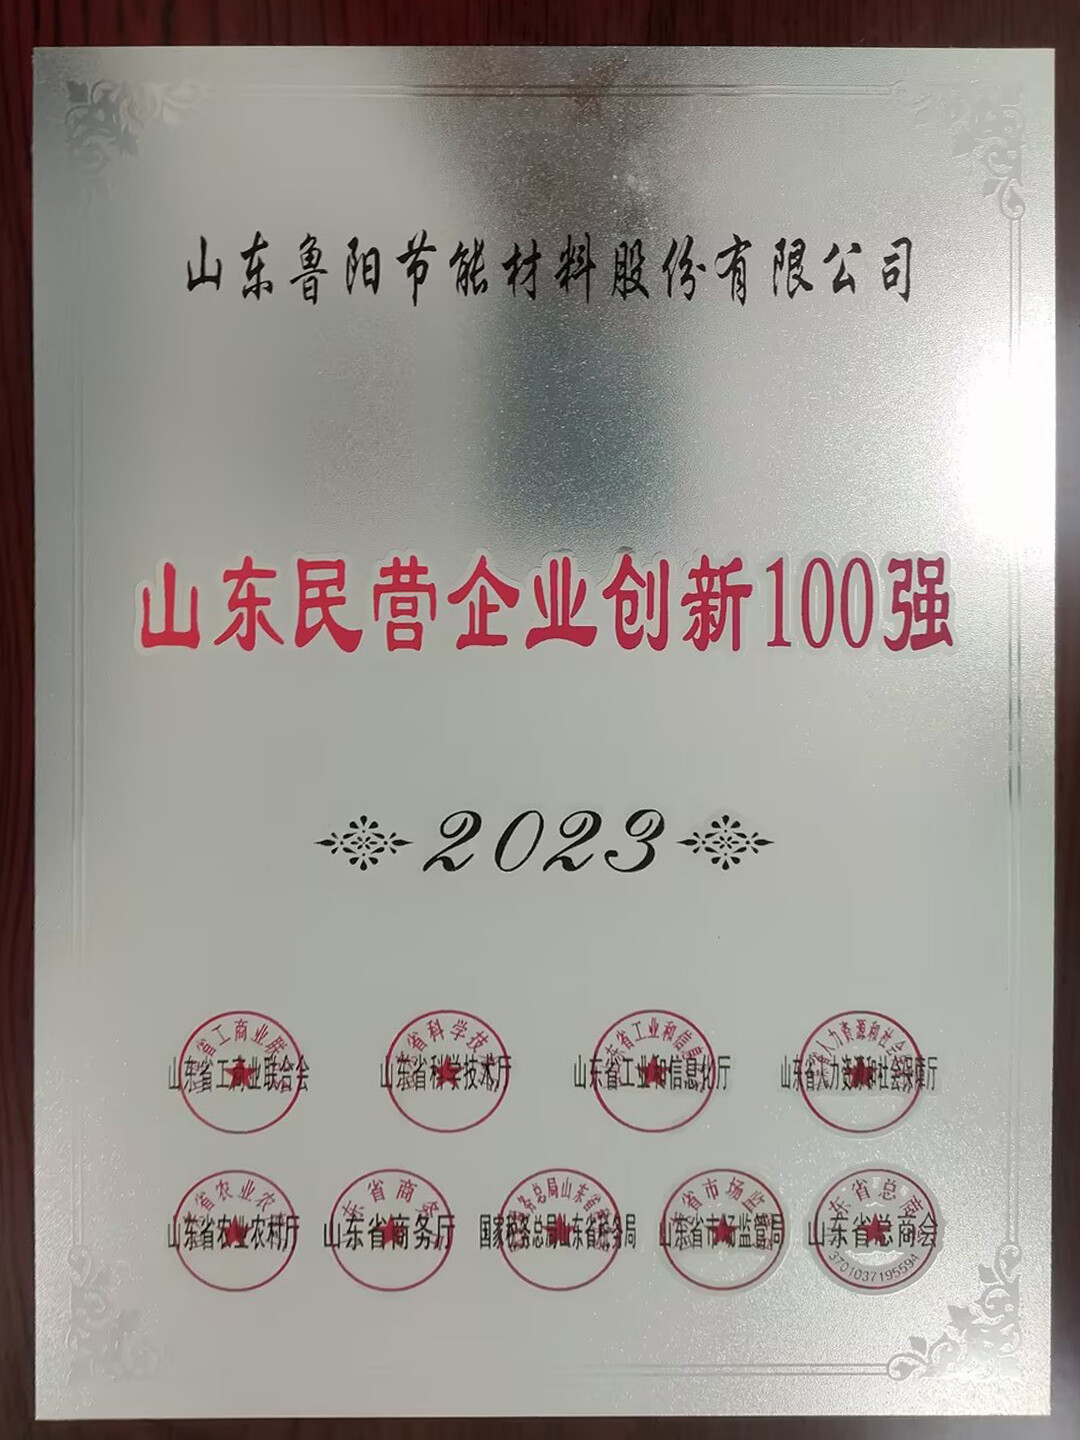 山东鲁阳节能材料股份有限公司
山东民营企业创新100强
2023
山东省工商业联合会 山东省科学技术厅 山东省工业和信息化厅 山东省人力资源和社会保障厅
山东省农业农村厅 山东省商务厅 国家税务总局山东省税务局 山东省市场监管局 山东省总商会
3701037195594